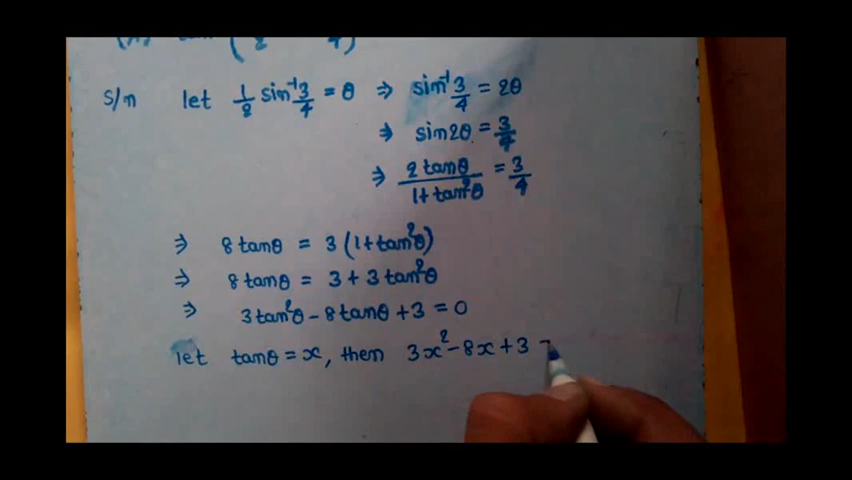 s/n let 1/2 sin⁻¹ 3/4 = θ ⇒ sin⁻¹ 3/4 = 2θ
⇒ sin2θ = 3/4
⇒ 2 tanθ / 1+tan²θ = 3/4
⇒ 8 tanθ = 3 (1+tan²θ)
⇒ 8 tanθ = 3 + 3 tan²θ
⇒ 3 tan²θ - 8 tanθ + 3 = 0
let tanθ = x, then 3x² - 8x + 3